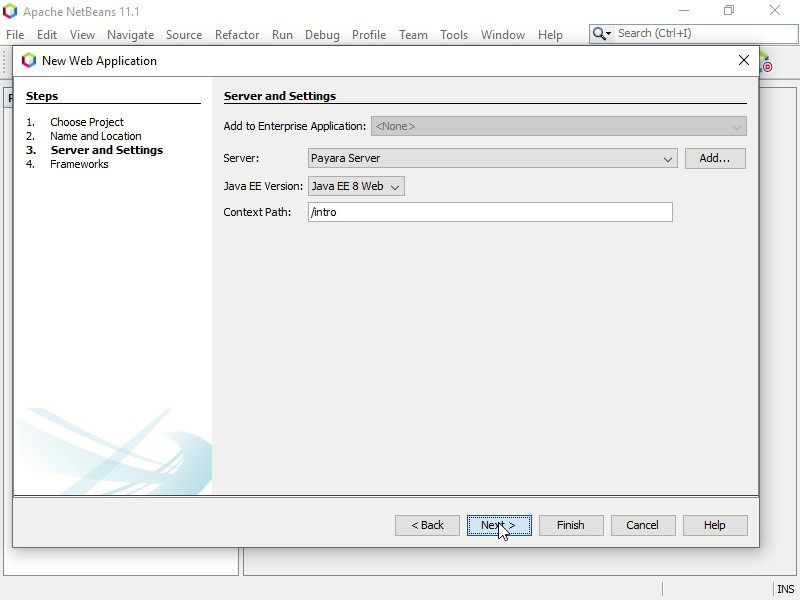 Apache NetBeans 11.1
File Edit View Navigate Source Refactor Run Debug Profile Team Tools Window Help
Search (Ctrl+I)
New Web Application
Steps
1. Choose Project
2. Name and Location
3. Server and Settings
4. Frameworks
Server and Settings
Add to Enterprise Application: <None>
Server: Payara Server Add...
Java EE Version: Java EE 8 Web
Context Path: /intro
< Back Next > Finish Cancel Help
INS